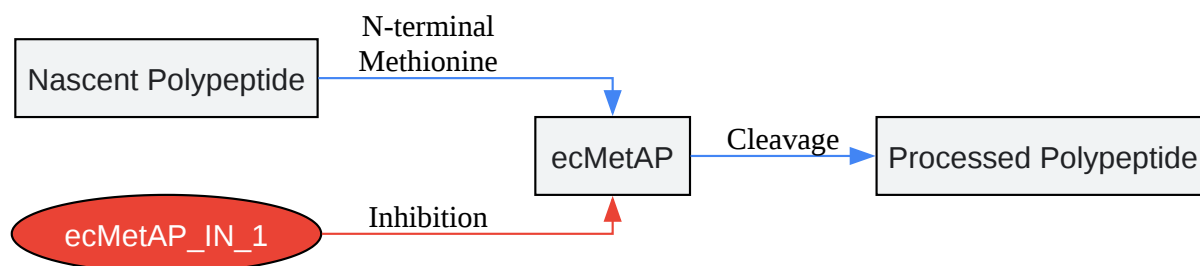 N-terminal
Methionine
Nascent Polypeptide
ecMetAP
Cleavage
Processed Polypeptide
Inhibition
ecMetAP_IN_1